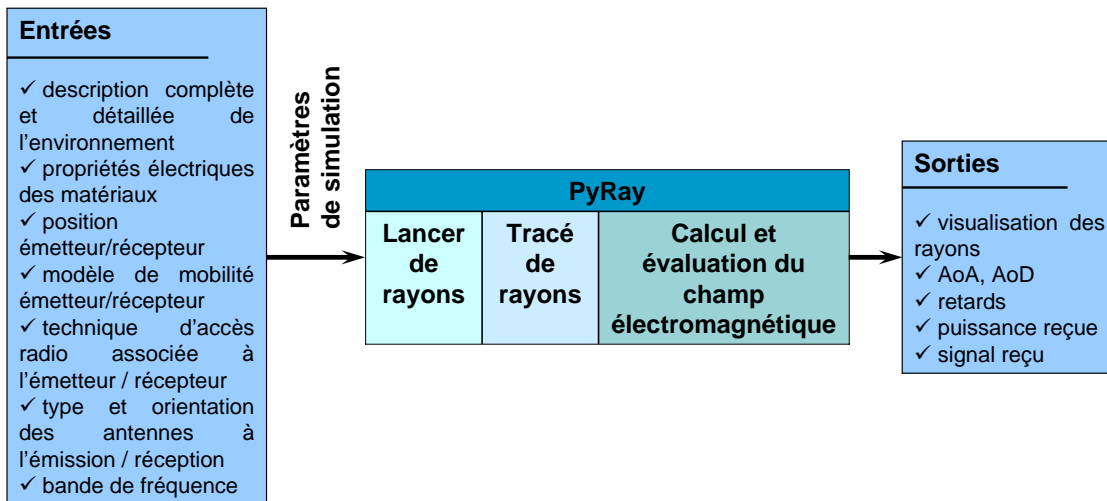 Entrées
✓ description complète
et détaillée de
l'environnement
✓ propriétés électriques
des matériaux
✓ position
émetteur/récepteur
✓ modèle de mobilité
émetteur/récepteur
✓ technique d'accès
radio associée à
l'émetteur / récepteur
✓ type et orientation
des antennes à
l'émission / réception
✓ bande de fréquence
Paramètres
de simulation
PyRay
Lancer
de
rayons
Tracé
de
rayons
Calcul et
évaluation du
champ
électromagnétique
Sorties
✓ visualisation des
rayons
✓ AoA, AoD
✓ retards
✓ puissance reçue
✓ signal reçu